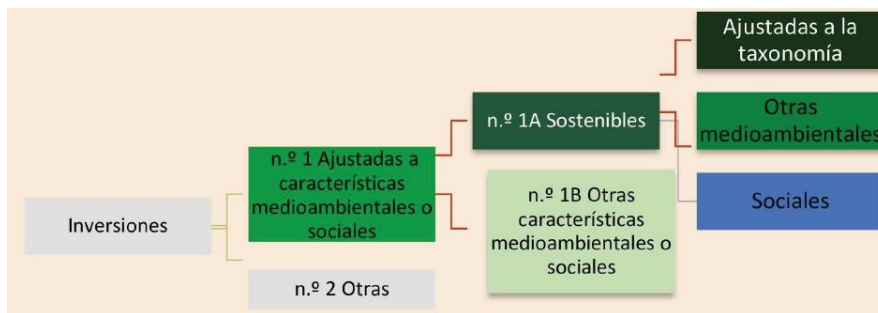 Inversiones
n.º 1 Ajustadas a
características
medioambientales o
sociales
n.º 2 Otras
n.º 1A Sostenibles
n.º 1B Otras
características
medioambientales o
sociales
Ajustadas a la
taxonomía
Otras
medioambientales
Sociales